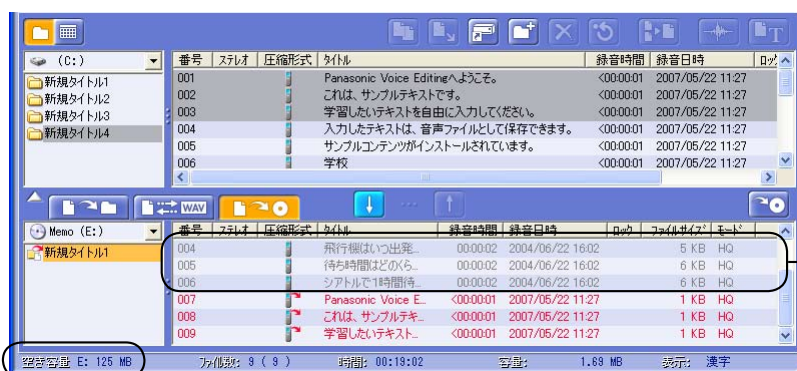 (C:)
新規タイトル1
新規タイトル2
新規タイトル3
新規タイトル4
番号 ステレオ 圧縮形式 タイトル 録音時間 録音日時 ロック
001 Panasonic Voice Editingへようこそ。 <00:00:01 2007/05/22 11:27
002 これは、サンプルテキストです。 <00:00:01 2007/05/22 11:27
003 学習したいテキストを自由に入力してください。 <00:00:01 2007/05/22 11:27
004 入力したテキストは、音声ファイルとして保存できます。 <00:00:01 2007/05/22 11:27
005 サンプルコンテンツがインストールされています。 <00:00:01 2007/05/22 11:27
006 学校 <00:00:01 2007/05/22 11:27
WAV
Memo (E:)
新規タイトル1
番号 ステレオ 圧縮形式 タイトル 録音時間 録音日時 ロック ファイルサイズ モード
004 飛行機はいつ出発... 00:00:02 2004/06/22 16:02 5 KB HQ
005 待ち時間はどのくら... 00:00:02 2004/06/22 16:02 6 KB HQ
006 シアトルで1時間待... 00:00:02 2004/06/22 16:02 6 KB HQ
007 Panasonic Voice E... <00:00:01 2007/05/22 11:27 1 KB HQ
008 これは、サンプルテキ... <00:00:01 2007/05/22 11:27 1 KB HQ
009 学習したいテキスト... <00:00:01 2007/05/22 11:27 1 KB HQ
空き容量 E: 125 MB ファイル数: 9 ( 9 ) 時間: 00:19:02 容量: 1.69 MB 表示: 漢字